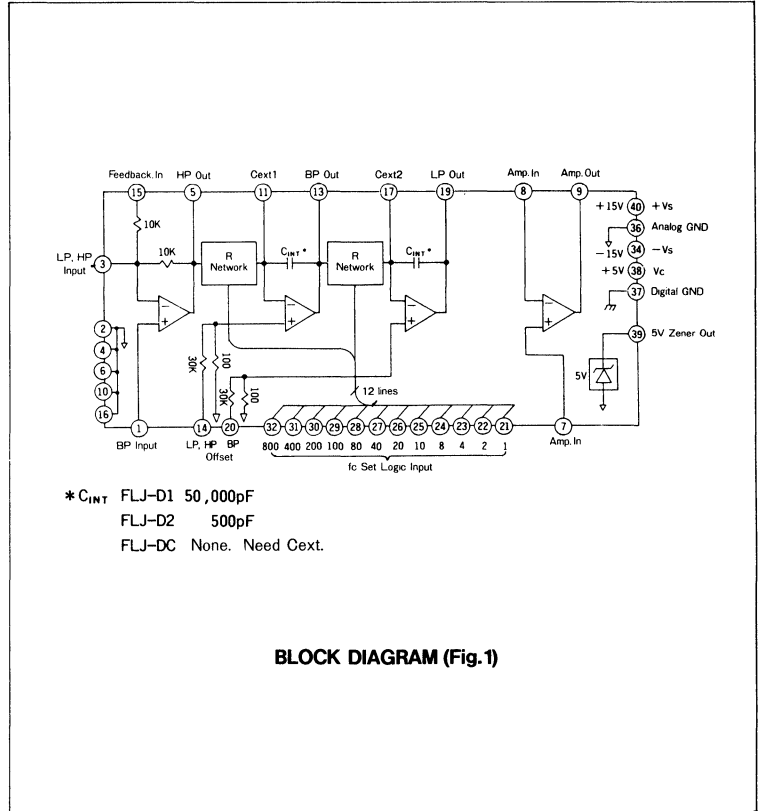 Feedback.In HP Out Cext1 BP Out Cext2 LP Out Amp.In Amp.Out
15 5 11 13 17 19 8 9
+15V 40 +Vs
36 Analog GND
-15V 34 -Vs
+5V 38 Vc
37 Digital GND
39 5V Zener Out
5V
10K
10K
LP, HP
Input
3
R
Network
CINT*
R
Network
CINT*
-
+
-
+
-
+
-
+
2
4
6
10
16
30K
100
30K
100
12 lines
1 14 20 32 31 30 29 28 27 26 25 24 23 22 21 7
BP Input LP, HP BP
Offset
800 400 200 100 80 40 20 10 8 4 2 1
Amp.In
fc Set Logic Input
*CINT FLJ-D1 50,000pF
FLJ-D2 500pF
FLJ-DC None. Need Cext.
BLOCK DIAGRAM (Fig.1)